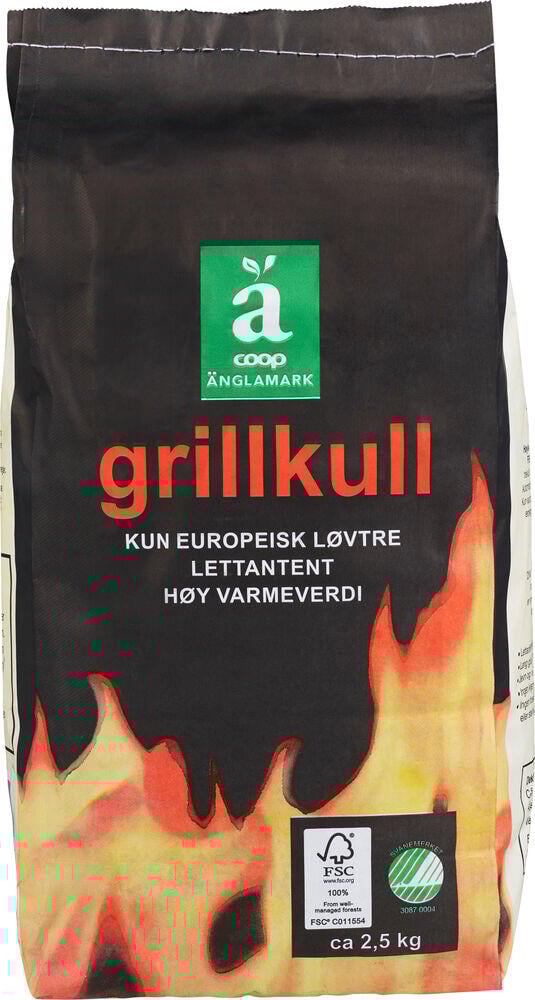 å
coop
ÄNGLAMARK
grillkull
KUN EUROPEISK LØVTRE
LETTANTENT
HØY VARMEVERDI
FSC
www.fsc.org
100%
From well-
managed forests
FSC® C011554
SVANEMERKET
3087 0004
ca 2,5 kg